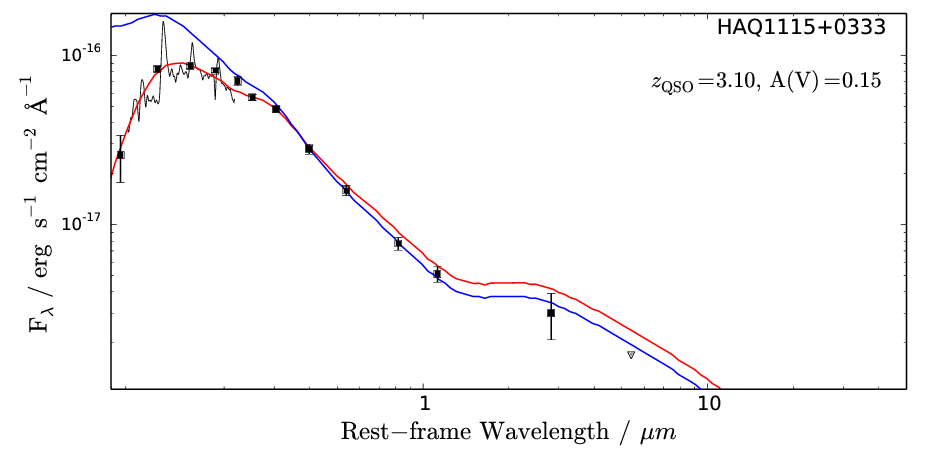 HAQ1115+0333
z_QSO=3.10, A(V)=0.15
10^-16
10^-17
F_λ / erg s^-1 cm^-2 Å^-1
1 10
Rest−frame Wavelength / μm